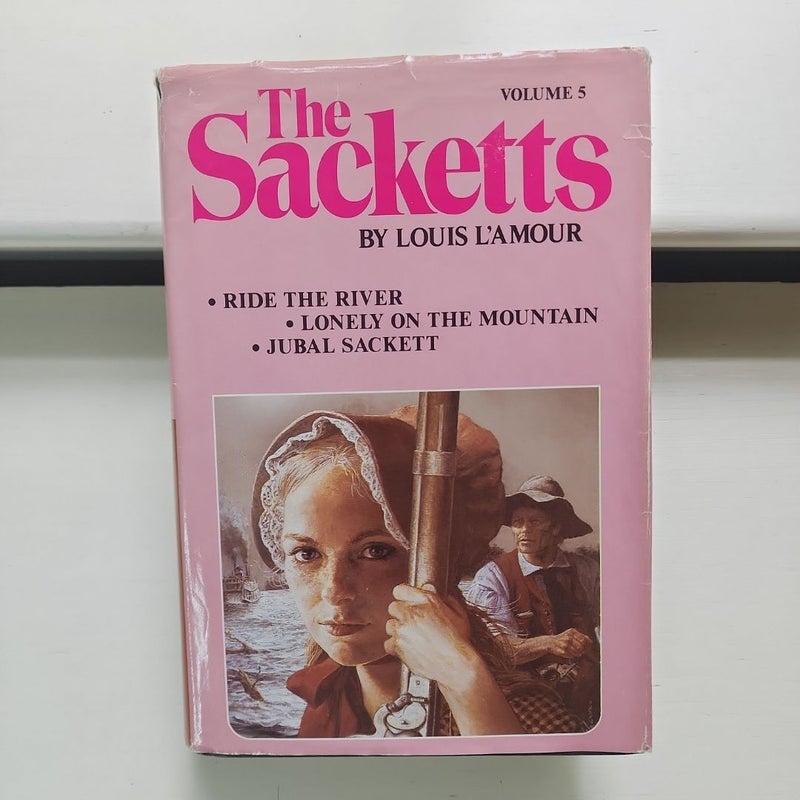 The
VOLUME 5
Sacketts
BY LOUIS L'AMOUR
• RIDE THE RIVER
• LONELY ON THE MOUNTAIN
• JUBAL SACKETT